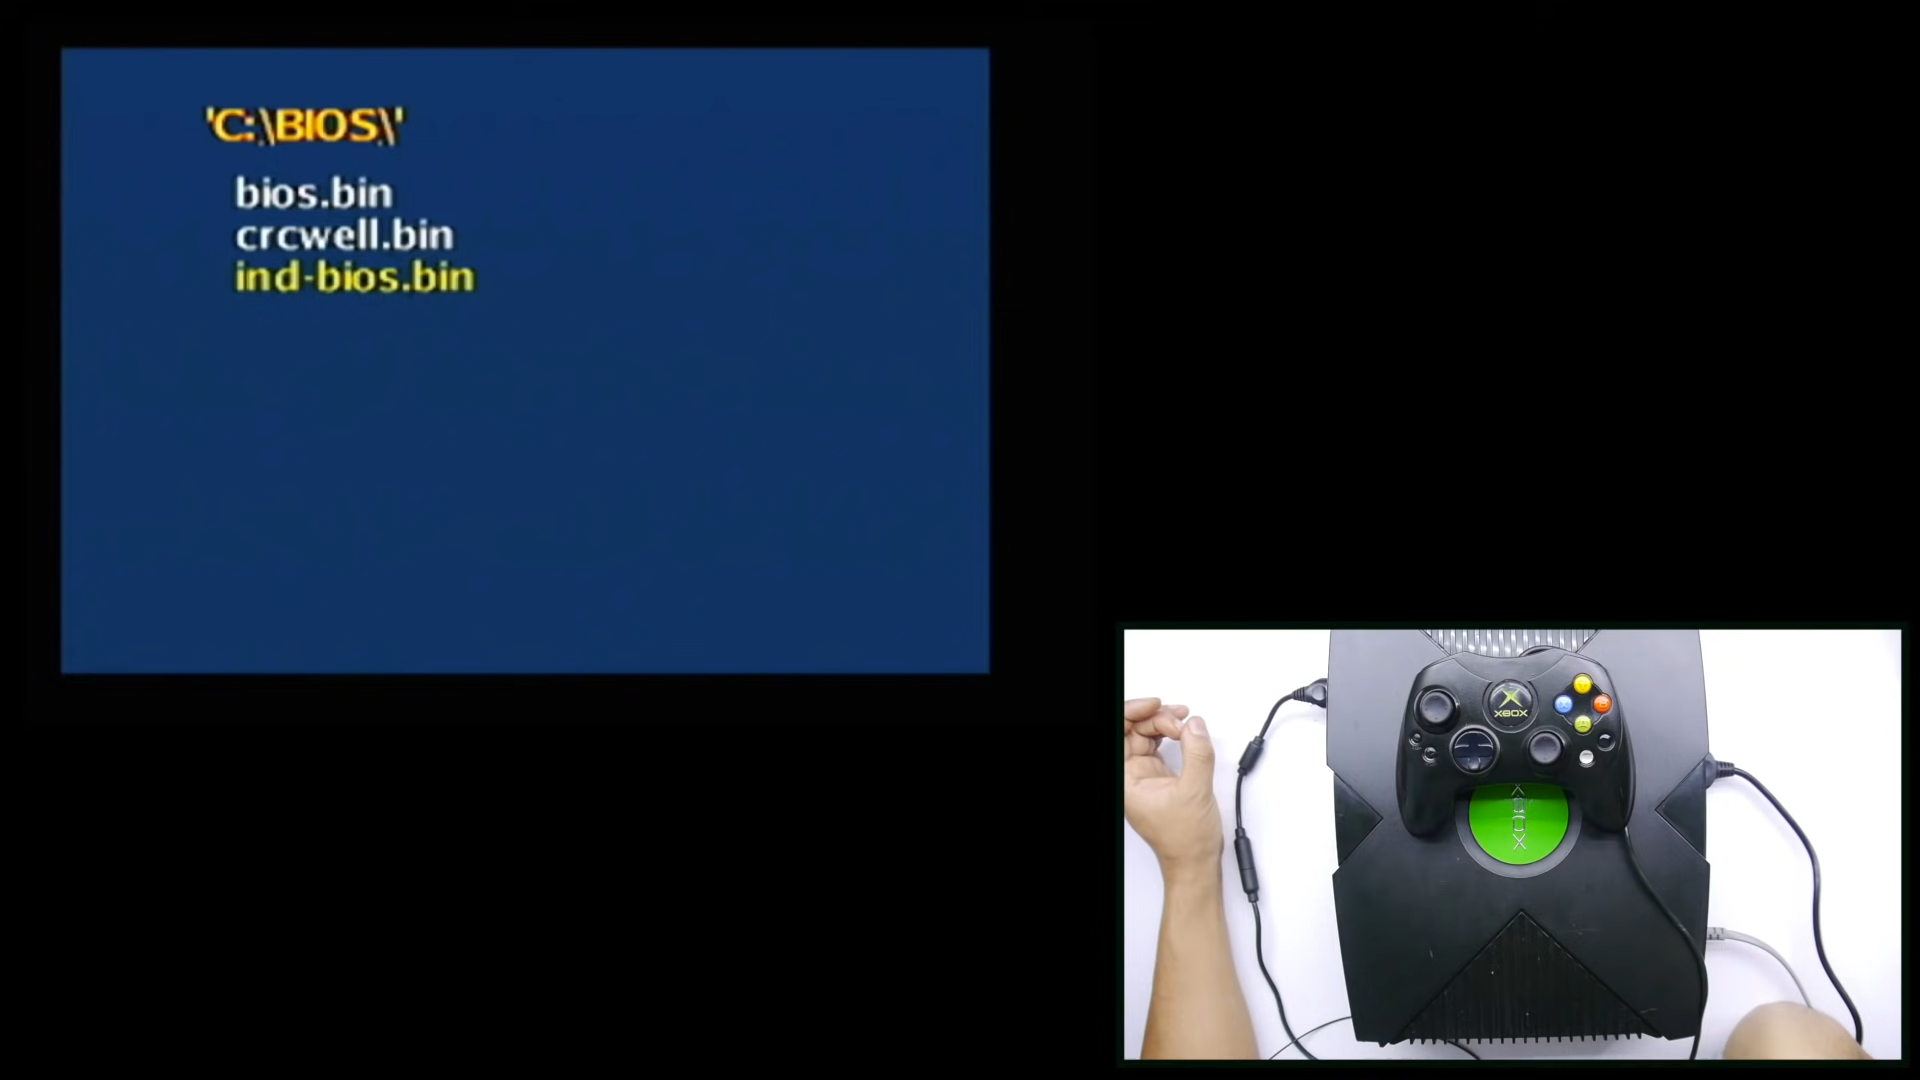 'C:\BIOS\'
bios.bin
crcwell.bin
ind-bios.bin
XBOX
XBOX